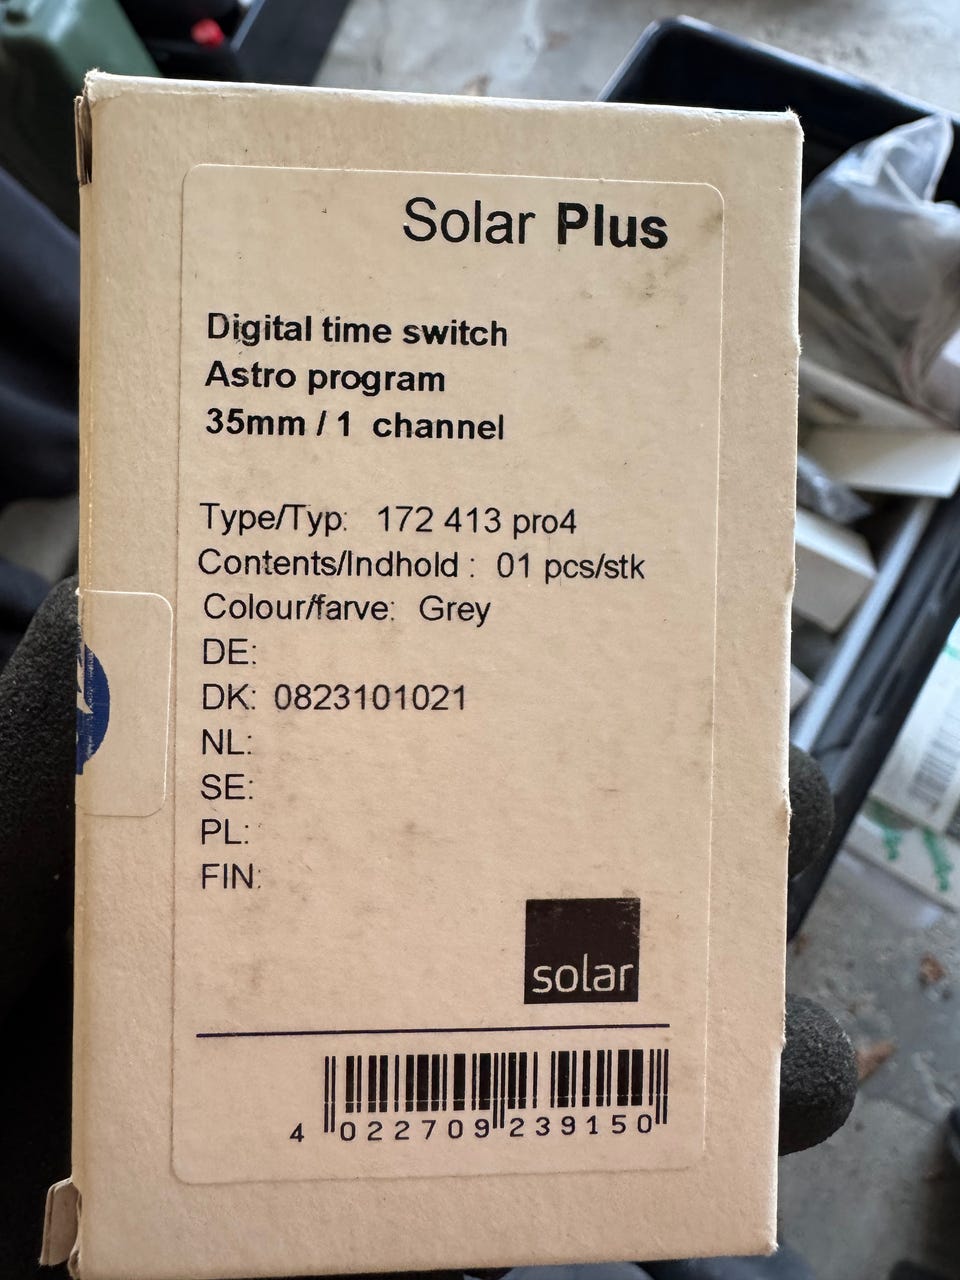 Solar Plus
Digital time switch
Astro program
35mm / 1 channel
Type/Typ: 172 413 pro4
Contents/Indhold : 01 pcs/stk
Colour/farve: Grey
DE:
DK: 0823101021
NL:
SE:
PL:
FIN:
solar
4 022709 239150